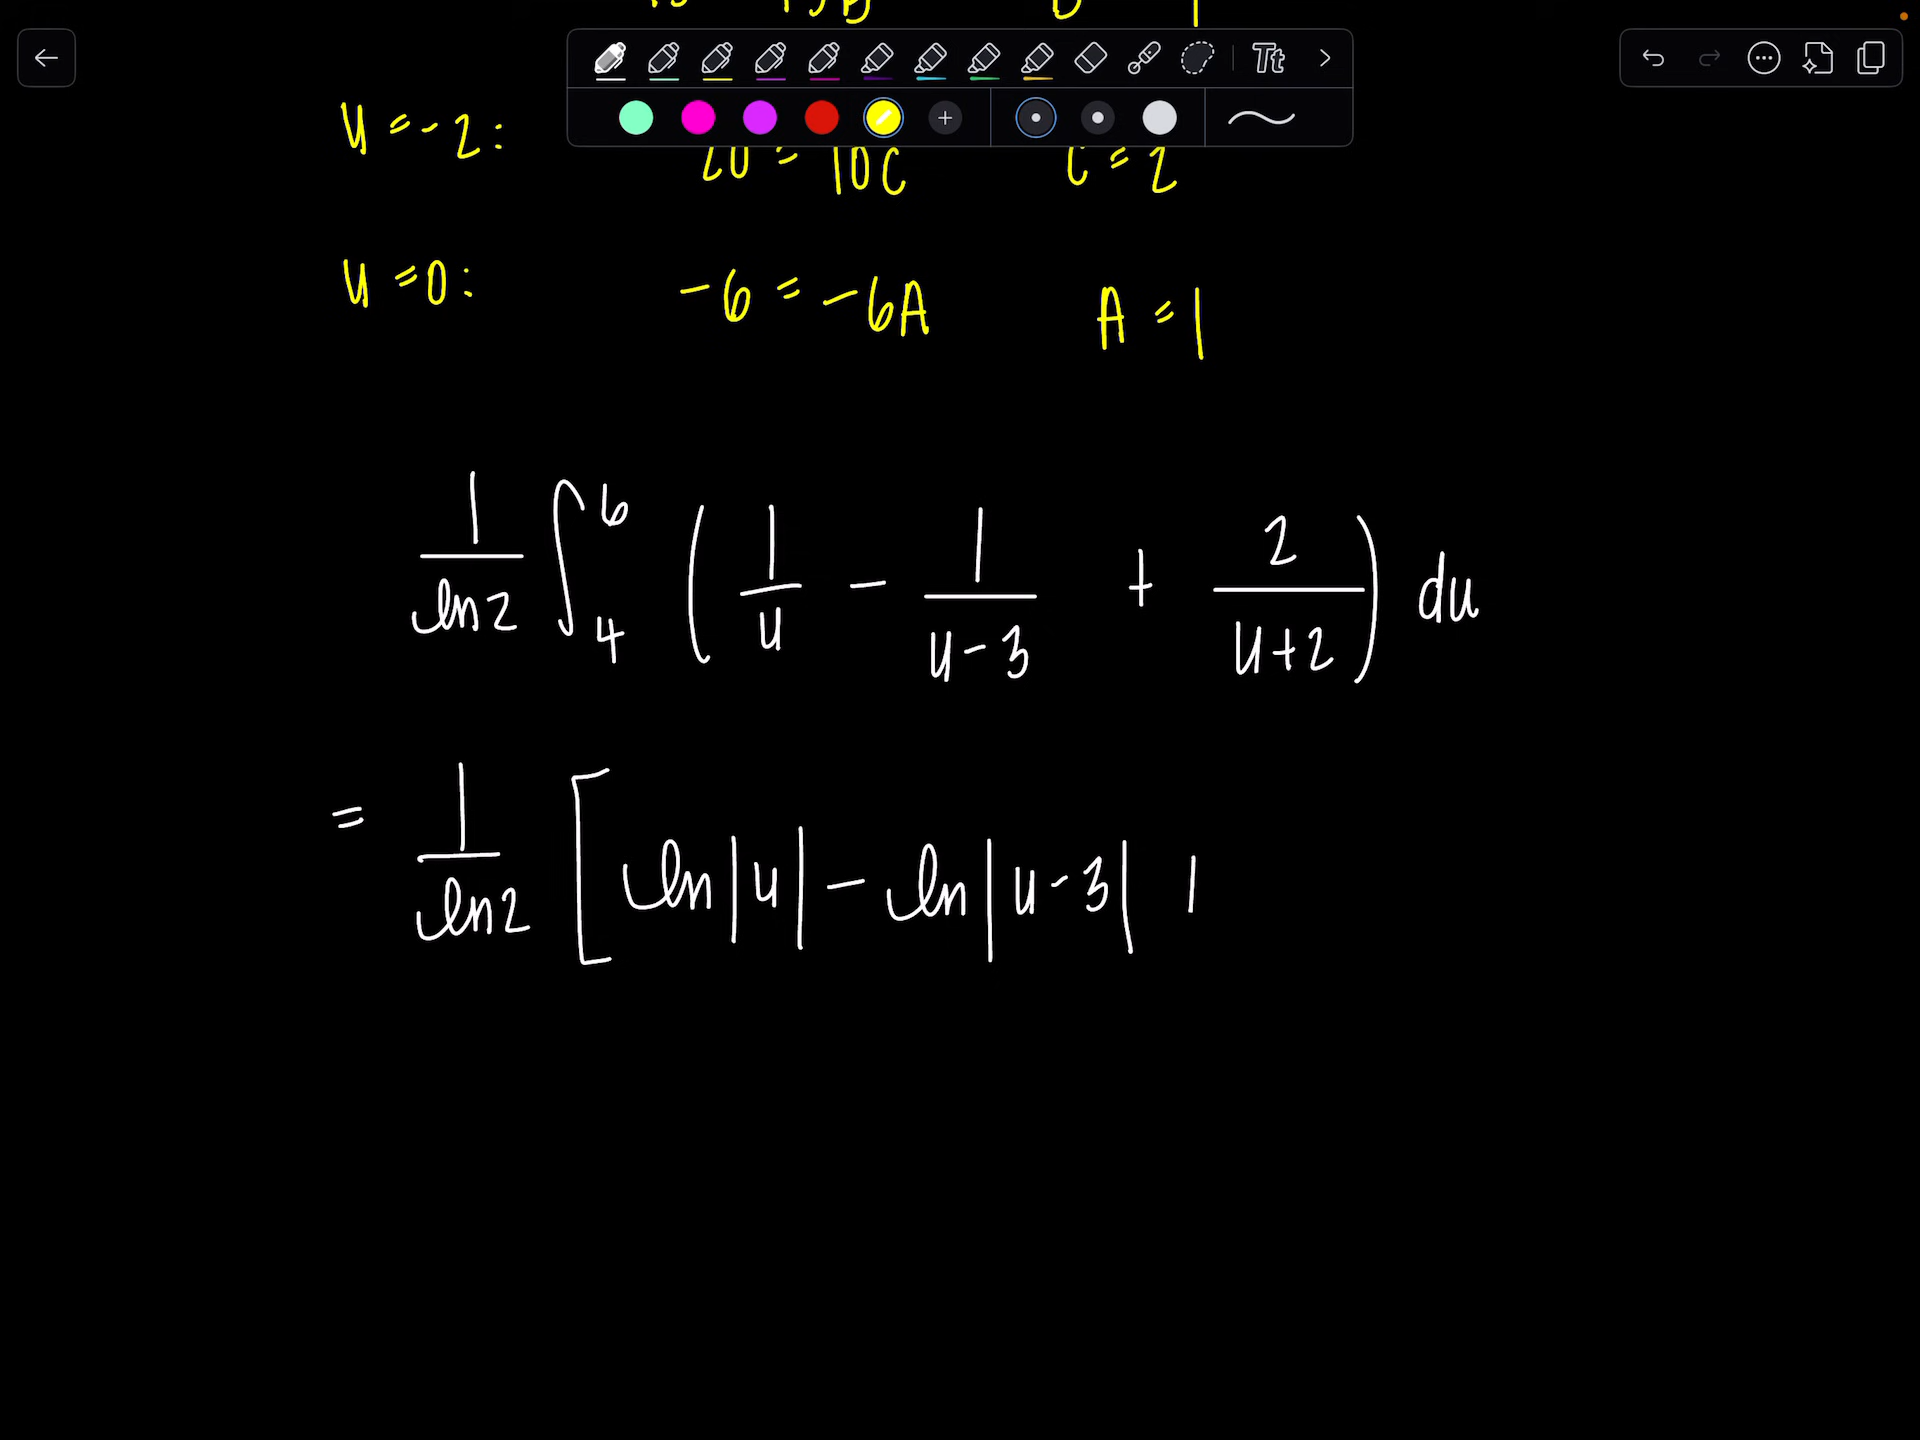 Tt
u = -2:
20 = 10C
C = 2
u = 0:
-6 = -6A
A = 1
1/ln2 ∫₄⁶ ( 1/u - 1/(u-3) + 2/(u+2) ) du
= 1/ln2 [ ln|u| - ln|u-3| |